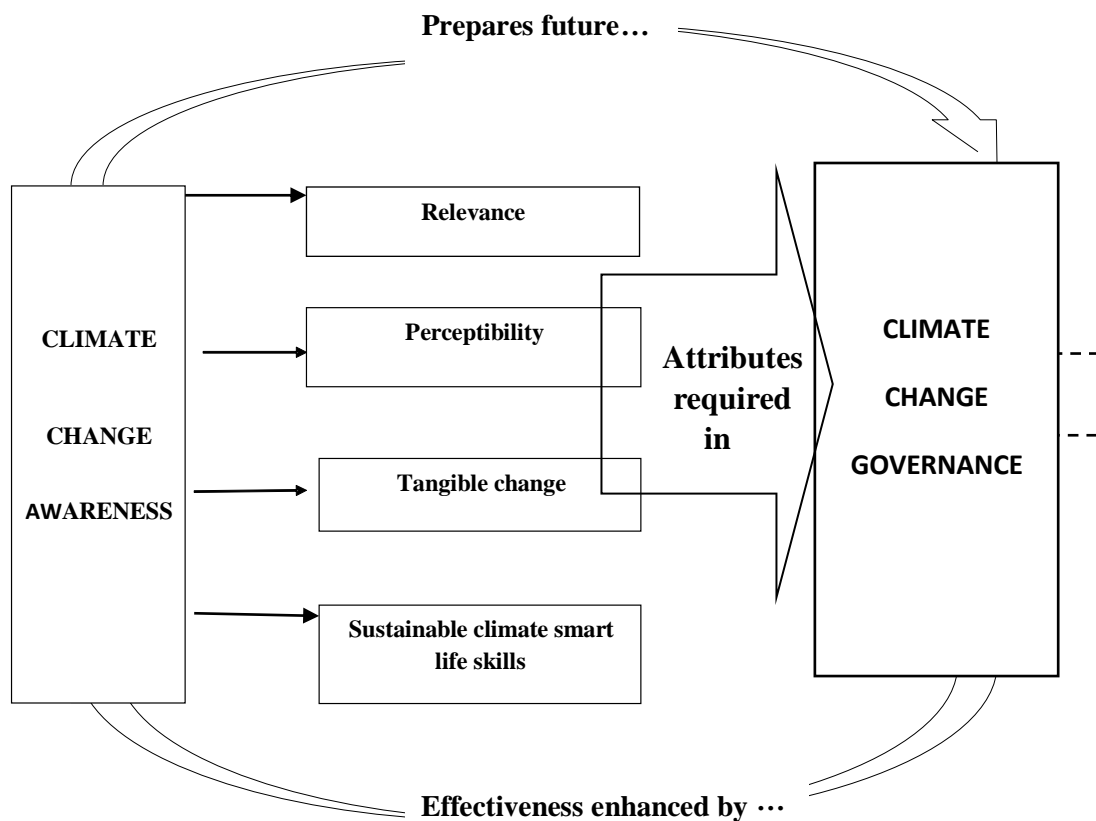 Prepares future…
Relevance
Perceptibility
Tangible change
Sustainable climate smart
life skills
CLIMATE
CHANGE
AWARENESS
Attributes
required
in
CLIMATE
CHANGE
GOVERNANCE
Effectiveness enhanced by …